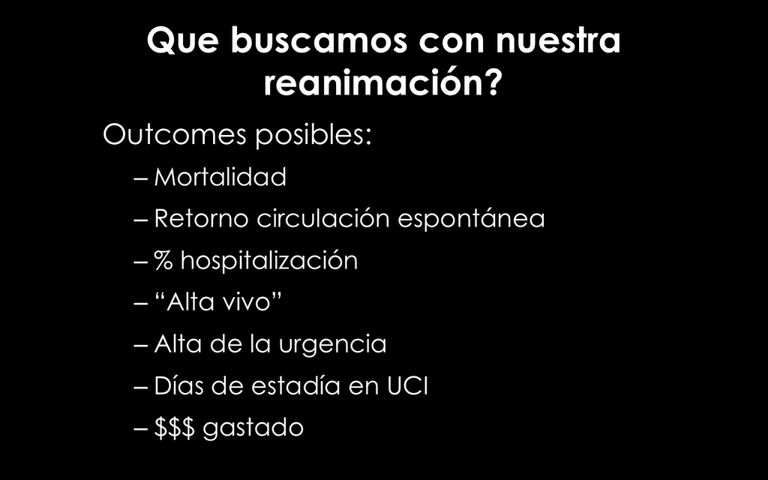 Que buscamos con nuestra
reanimación?
Outcomes posibles:
– Mortalidad
– Retorno circulación espontánea
– % hospitalización
– “Alta vivo”
– Alta de la urgencia
– Días de estadía en UCI
– $$$ gastado